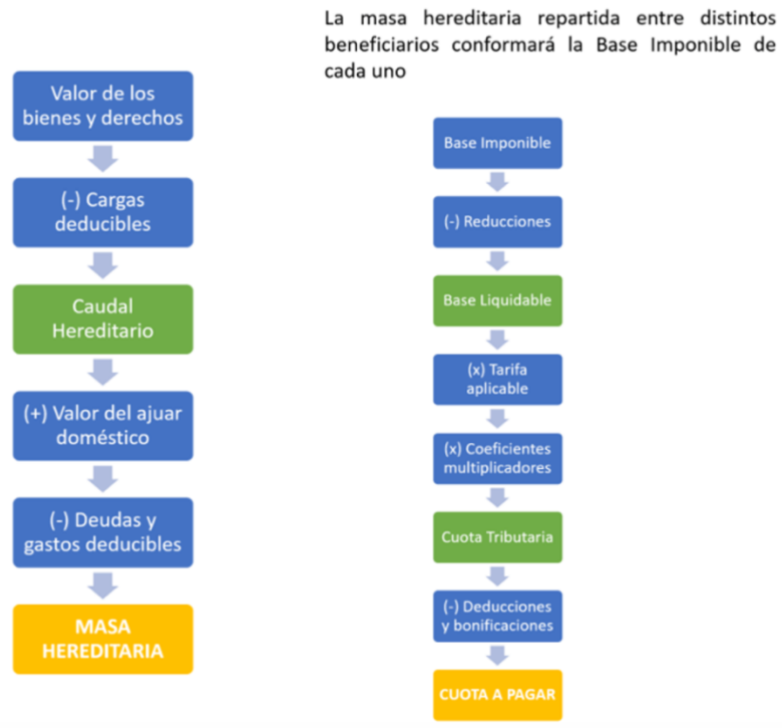 La masa hereditaria repartida entre distintos
beneficiarios conformará la Base Imponible de
cada uno
Valor de los
bienes y derechos
(-) Cargas
deducibles
Caudal
Hereditario
(+) Valor del ajuar
doméstico
(-) Deudas y
gastos deducibles
MASA
HEREDITARIA
Base Imponible
(-) Reducciones
Base Liquidable
(x) Tarifa
aplicable
(x) Coeficientes
multiplicadores
Cuota Tributaria
(-) Deducciones
y bonificaciones
CUOTA A PAGAR